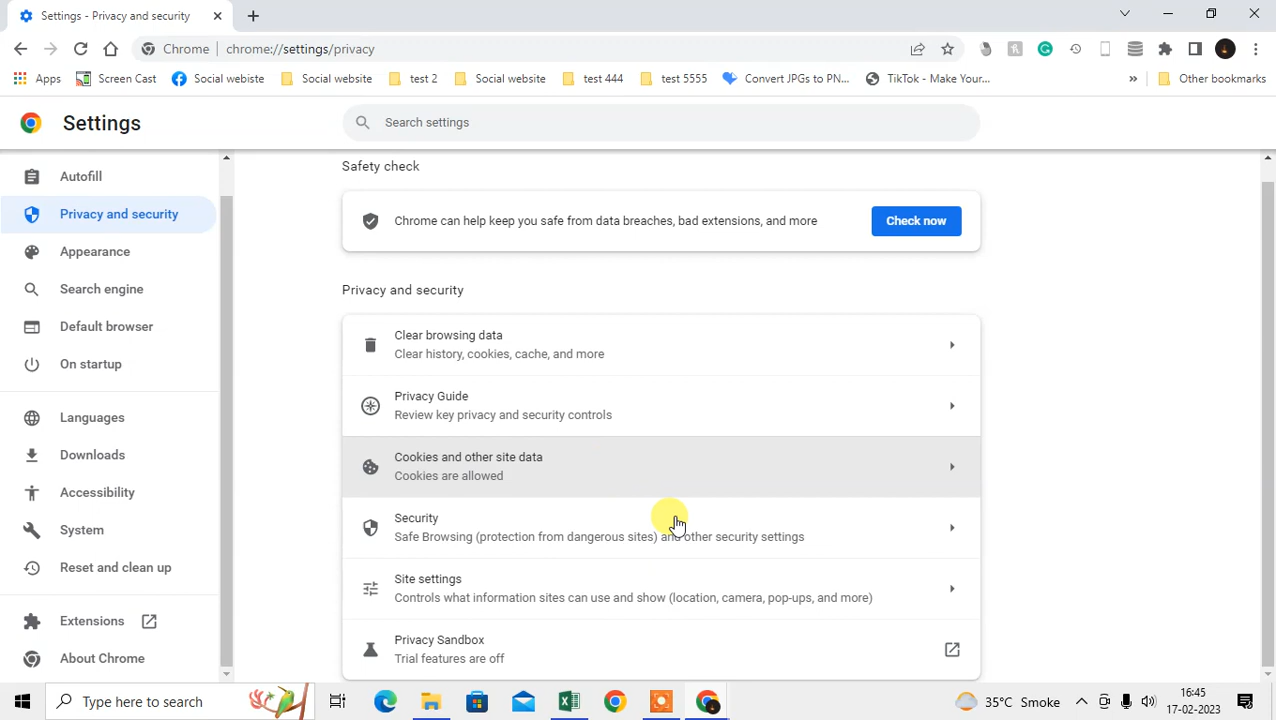 Settings - Privacy and security
Chrome
chrome://settings/privacy
Apps
Screen Cast
Social webiste
Social website
test 2
Social website
test 444
test 5555
Convert JPGs to PN...
TikTok - Make Your...
»
Other bookmarks
Settings
Search settings
Autofill
Privacy and security
Appearance
Search engine
Default browser
On startup
Languages
Downloads
Accessibility
System
Reset and clean up
Extensions
About Chrome
Safety check
Chrome can help keep you safe from data breaches, bad extensions, and more
Check now
Privacy and security
Clear browsing data
Clear history, cookies, cache, and more
Privacy Guide
Review key privacy and security controls
Cookies and other site data
Cookies are allowed
Security
Safe Browsing (protection from dangerous sites) and other security settings
Site settings
Controls what information sites can use and show (location, camera, pop-ups, and more)
Privacy Sandbox
Trial features are off
Type here to search
35°C Smoke
16:45
17-02-2023